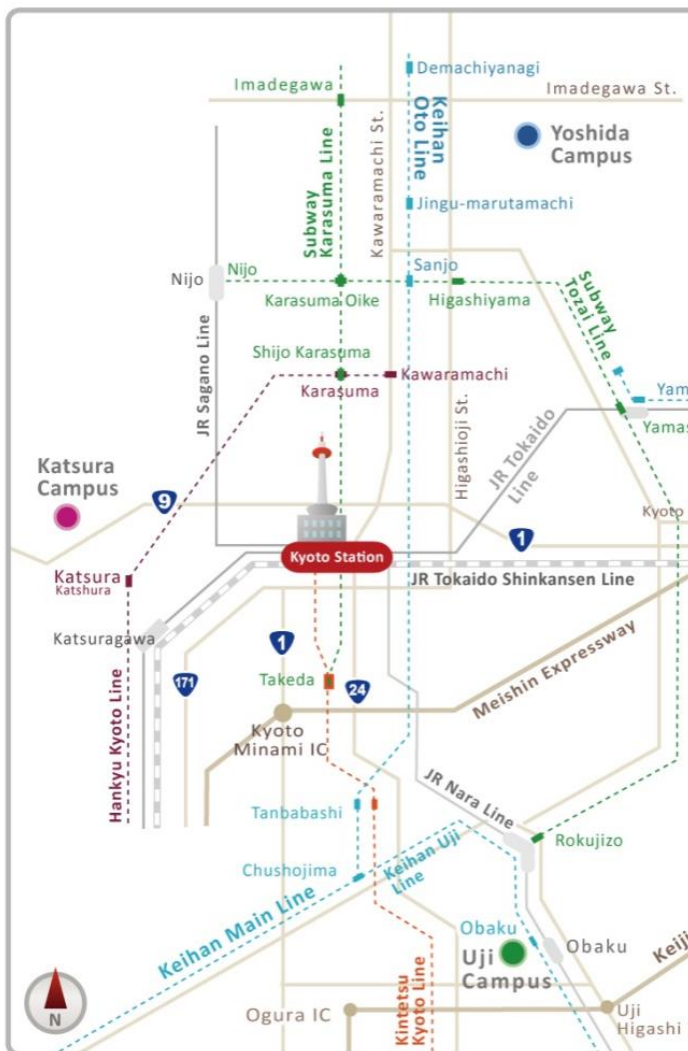 Imadegawa
Demachiyanagi
Imadegawa St.
Keihan
Oto Line
Yoshida
Campus
Subway
Karasuma Line
Kawaramachi St.
Jingu-marutamachi
Nijo
Nijo
Karasuma Oike
Sanjo
Higashiyama
Subway
Tozai Line
JR Sagano Line
Shijo Karasuma
Karasuma
Kawaramachi
Yam
Yamas
Higashioji St.
JR Tokaido
Line
Katsura
Campus
9
Kyoto
1
Kyoto Station
JR Tokaido Shinkansen Line
Katsura
Katshura
Katsuragawa
1
171
Takeda
24
Meishin Expressway
Kyoto
Minami IC
Hankyu Kyoto Line
JR Nara Line
Tanbabashi
Rokujizo
Chushojima
Keihan Uji
Line
Keihan Main Line
Obaku
Uji
Campus
Obaku
Keiji
Kintetsu
Kyoto Line
Ogura IC
Uji
Higashi
N